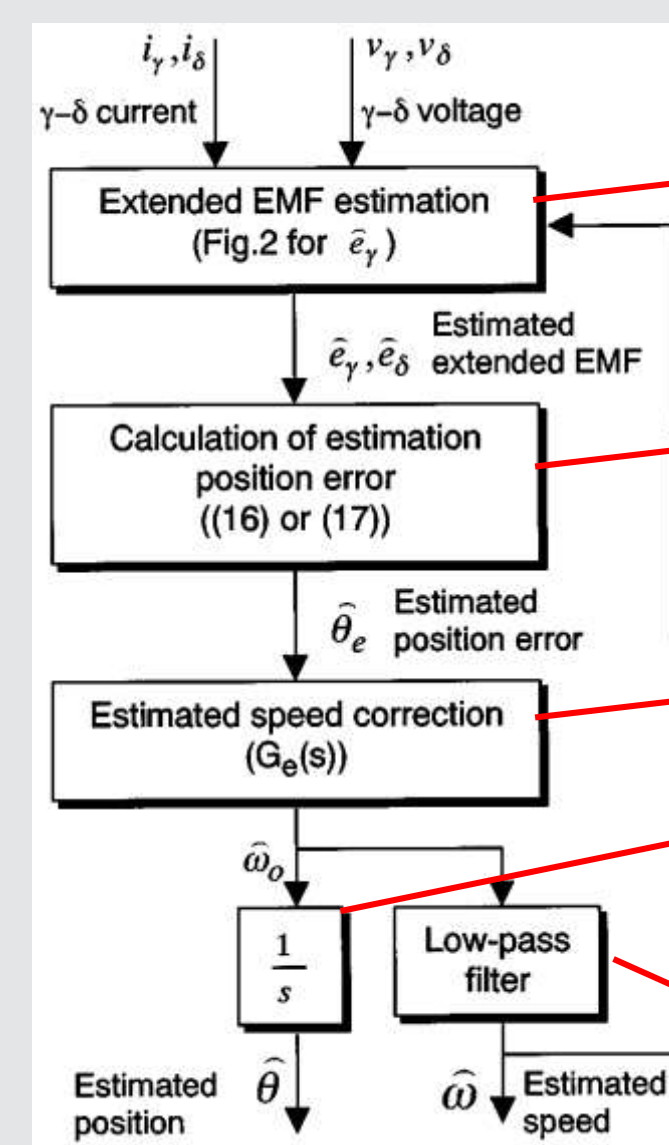 i_γ, i_δ
v_γ, v_δ
γ–δ current
γ–δ voltage
Extended EMF estimation
(Fig.2 for ê_γ)
ê_γ, ê_δ
Estimated
extended EMF
Calculation of estimation
position error
((16) or (17))
θ̂_e
Estimated
position error
Estimated speed correction
(G_e(s))
ω̂_o
1
s
Low-pass
filter
Estimated
position
θ̂
ω̂
Estimated
speed